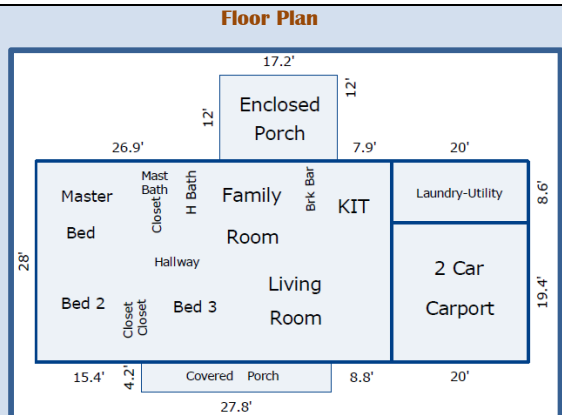 Floor Plan
17.2'
12'
12'
Enclosed
Porch
26.9'
7.9'
20'
Master
Bed
Mast
Bath
Closet
H Bath
Family
Room
Brk Bar
KIT
Laundry-Utility
8.6'
28'
Hallway
Bed 2
Closet
Closet
Bed 3
Living
Room
2 Car
Carport
19.4'
15.4'
4.2'
Covered Porch
8.8'
20'
27.8'